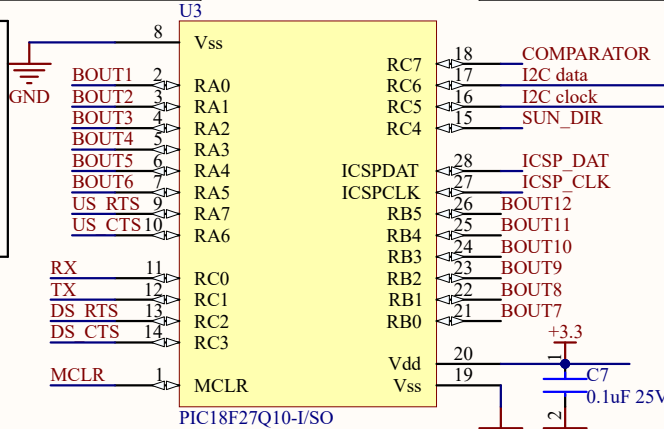 U3
8 Vss
GND
BOUT1 2 RA0
BOUT2 3 RA1
BOUT3 4 RA2
BOUT4 5 RA3
BOUT5 6 RA4
BOUT6 7 RA5
US_RTS 9 RA7
US_CTS 10 RA6
RX 11 RC0
TX 12 RC1
DS_RTS 13 RC2
DS_CTS 14 RC3
MCLR 1 MCLR
RC7 18 COMPARATOR
RC6 17 I2C data
RC5 16 I2C clock
RC4 15 SUN_DIR
ICSPDAT 28 ICSP_DAT
ICSPCLK 27 ICSP_CLK
RB5 26 BOUT12
RB4 25 BOUT11
RB3 24 BOUT10
RB2 23 BOUT9
RB1 22 BOUT8
RB0 21 BOUT7
Vdd 20
Vss 19
+3.3
1
C7
0.1uF 25V
2
PIC18F27Q10-I/SO